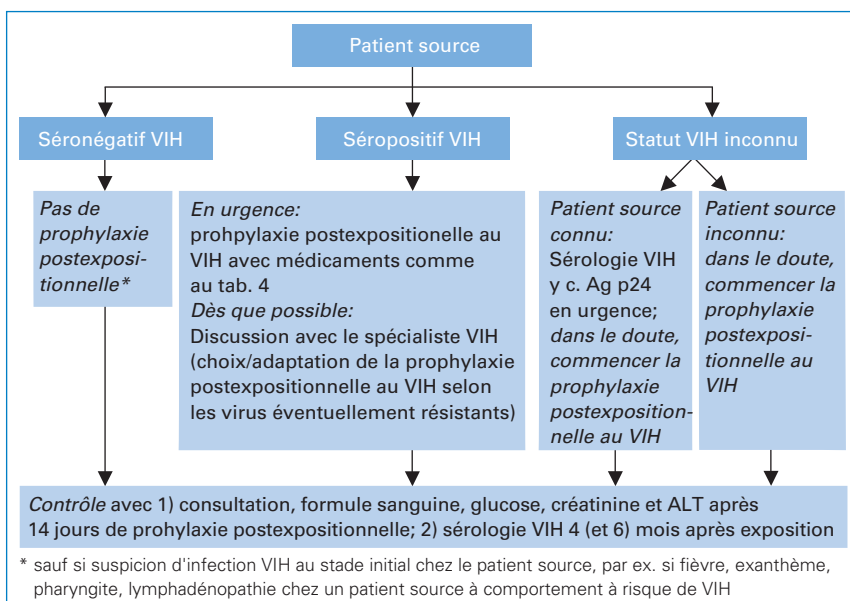 Patient source
Séronégatif VIH
Séropositif VIH
Statut VIH inconnu
Pas de
prophylaxie
postexposi-
tionnelle*
En urgence:
prohpylaxie postexpositionelle au
VIH avec médicaments comme
au tab. 4
Dès que possible:
Discussion avec le spécialiste VIH
(choix/adaptation de la prophylaxie
postexpositionnelle au VIH selon
les virus éventuellement résistants)
Patient source
connu:
Sérologie VIH
y c. Ag p24
en urgence;
dans le doute,
commencer la
prophylaxie
postexposition-
nelle au VIH
Patient source
inconnu:
dans le doute,
commencer la
prophylaxie
postexposi-
tionnelle au
VIH
Contrôle avec 1) consultation, formule sanguine, glucose, créatinine et ALT après
14 jours de prohylaxie postexpositionnelle; 2) sérologie VIH 4 (et 6) mois après exposition
* sauf si suspicion d'infection VIH au stade initial chez le patient source, par ex. si fièvre, exanthème,
pharyngite, lymphadénopathie chez un patient source à comportement à risque de VIH